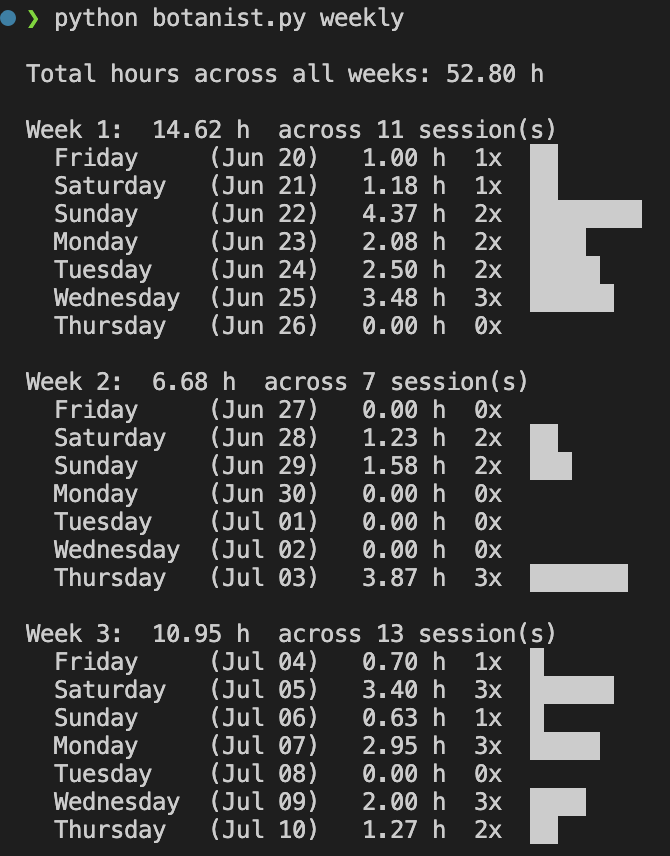 ❯ python botanist.py weekly
Total hours across all weeks: 52.80 h
Week 1:  14.62 h  across 11 session(s)
Friday     (Jun 20)   1.00 h  1x
Saturday   (Jun 21)   1.18 h  1x
Sunday     (Jun 22)   4.37 h  2x
Monday     (Jun 23)   2.08 h  2x
Tuesday    (Jun 24)   2.50 h  2x
Wednesday  (Jun 25)   3.48 h  3x
Thursday   (Jun 26)   0.00 h  0x
Week 2:  6.68 h  across 7 session(s)
Friday     (Jun 27)   0.00 h  0x
Saturday   (Jun 28)   1.23 h  2x
Sunday     (Jun 29)   1.58 h  2x
Monday     (Jun 30)   0.00 h  0x
Tuesday    (Jul 01)   0.00 h  0x
Wednesday  (Jul 02)   0.00 h  0x
Thursday   (Jul 03)   3.87 h  3x
Week 3:  10.95 h  across 13 session(s)
Friday     (Jul 04)   0.70 h  1x
Saturday   (Jul 05)   3.40 h  3x
Sunday     (Jul 06)   0.63 h  1x
Monday     (Jul 07)   2.95 h  3x
Tuesday    (Jul 08)   0.00 h  0x
Wednesday  (Jul 09)   2.00 h  3x
Thursday   (Jul 10)   1.27 h  2x